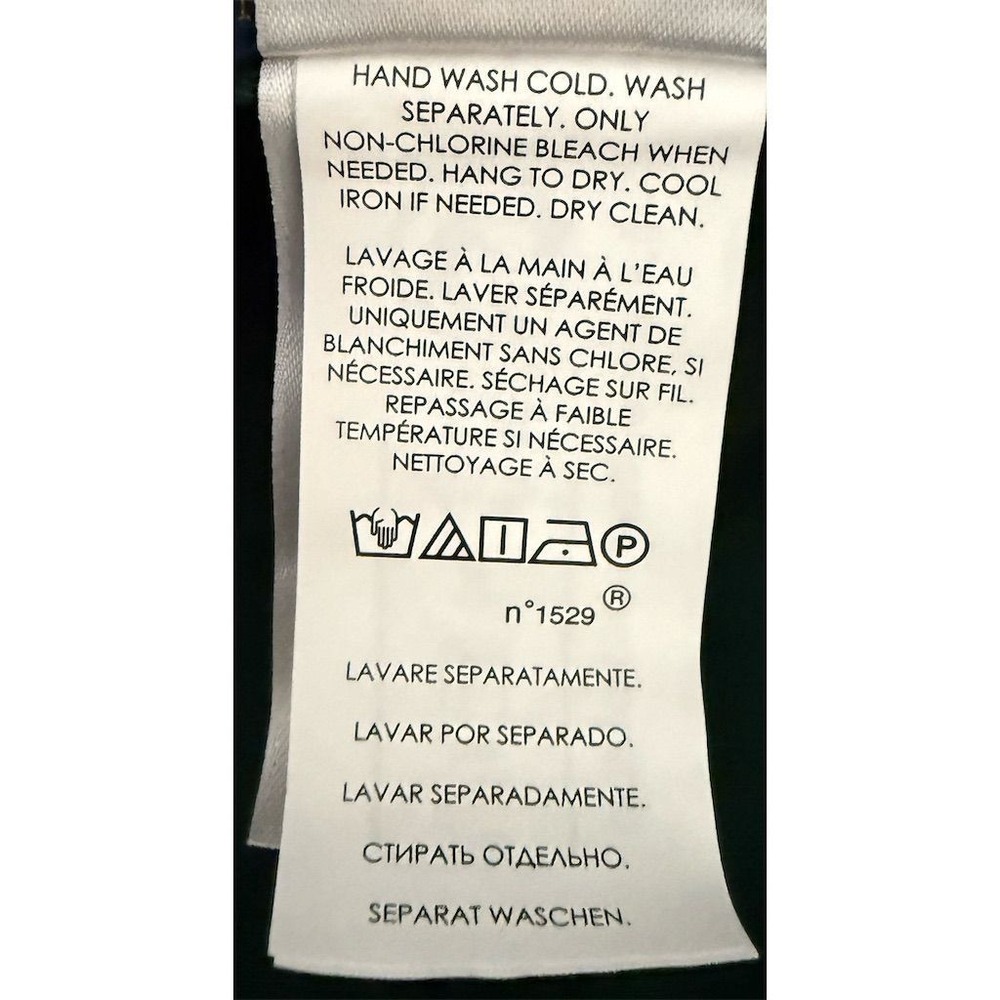 HAND WASH COLD. WASH
SEPARATELY. ONLY
NON-CHLORINE BLEACH WHEN
NEEDED. HANG TO DRY. COOL
IRON IF NEEDED. DRY CLEAN.
LAVAGE À LA MAIN À L'EAU
FROIDE. LAVER SÉPARÉMENT.
UNIQUEMENT UN AGENT DE
BLANCHIMENT SANS CHLORE, SI
NÉCESSAIRE. SÉCHAGE SUR FIL.
REPASSAGE À FAIBLE
TEMPÉRATURE SI NÉCESSAIRE.
NETTOYAGE À SEC.
P
n°1529 ®
LAVARE SEPARATAMENTE.
LAVAR POR SEPARADO.
LAVAR SEPARADAMENTE.
СТИРАТЬ ОТДЕЛЬНО.
SEPARAT WASCHEN.